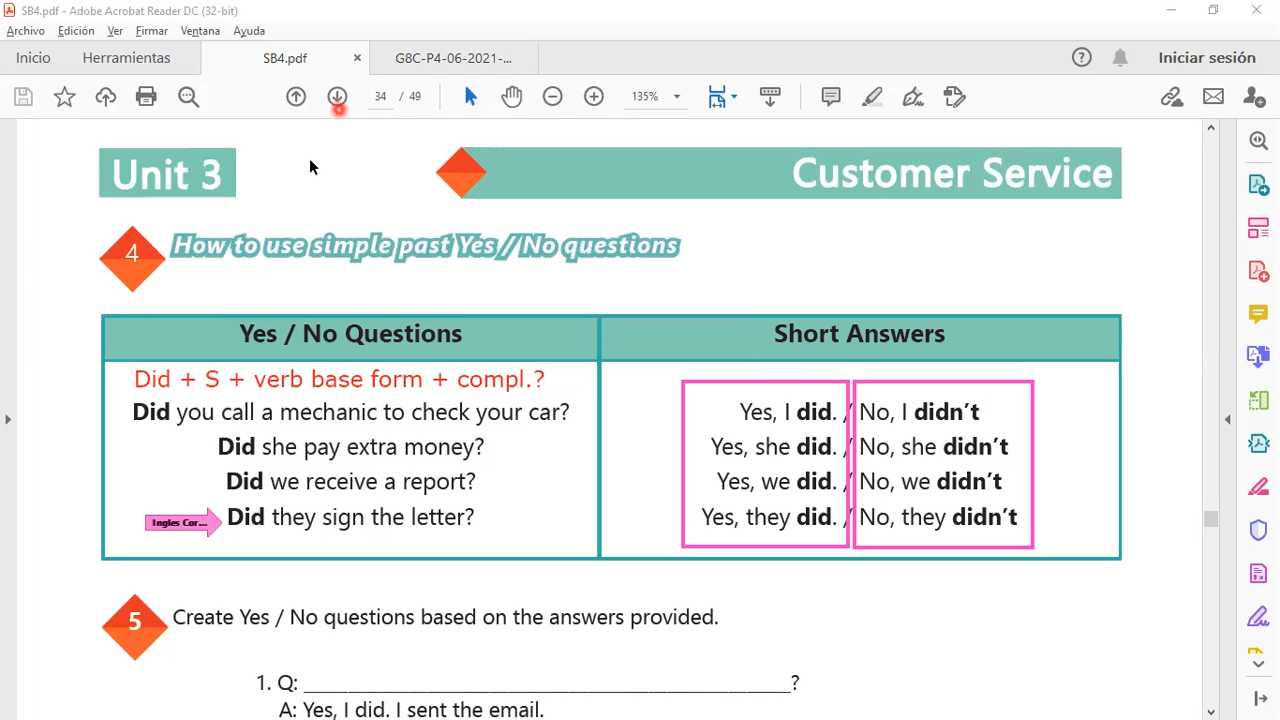 SB4.pdf - Adobe Acrobat Reader DC (32-bit)
Archivo Edición Ver Firmar Ventana Ayuda
Inicio Herramientas SB4.pdf × G8C-P4-06-2021-... Iniciar sesión
34 / 49 135%
Unit 3 Customer Service
4 How to use simple past Yes / No questions
Yes / No Questions Short Answers
Did + S + verb base form + compl.?
Did you call a mechanic to check your car? Yes, I did. / No, I didn't
Did she pay extra money? Yes, she did. / No, she didn't
Did we receive a report? Yes, we did. / No, we didn't
Ingles Cor... Did they sign the letter? Yes, they did. / No, they didn't
5 Create Yes / No questions based on the answers provided.
1. Q: ______________________________________________?
A: Yes, I did. I sent the email.